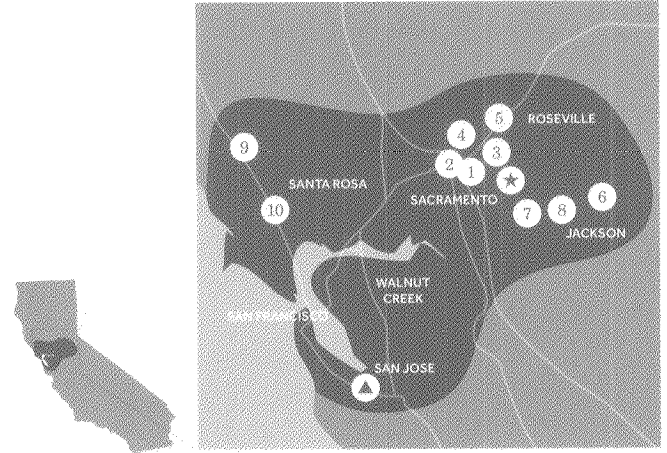 5
ROSEVILLE
4
3
9
2
1
SANTA ROSA
SACRAMENTO
6
10
7
8
JACKSON
WALNUT
CREEK
SAN FRANCISCO
SAN JOSE